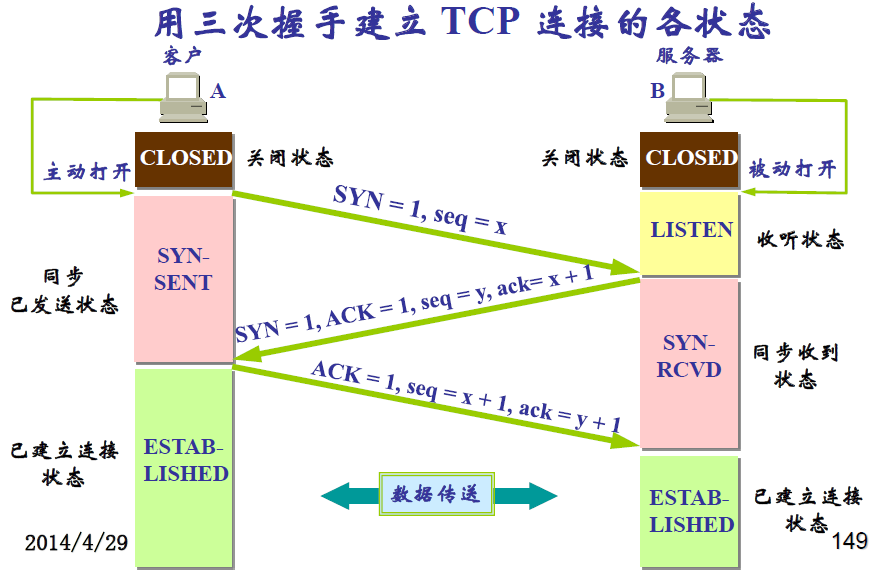 用三次握手建立 TCP 连接的各状态
客户
服务器
A
B
CLOSED
关闭状态
关闭状态
CLOSED
主动打开
被动打开
SYN = 1, seq = x
LISTEN
收听状态
SYN-
SENT
同步
已发送状态
SYN = 1, ACK = 1, seq = y, ack= x + 1
SYN-
RCVD
同步收到
状态
ACK = 1, seq = x + 1, ack = y + 1
ESTAB-
LISHED
已建立连接
状态
数据传送
ESTAB-
LISHED
已建立连接
状态
2014/4/29
149